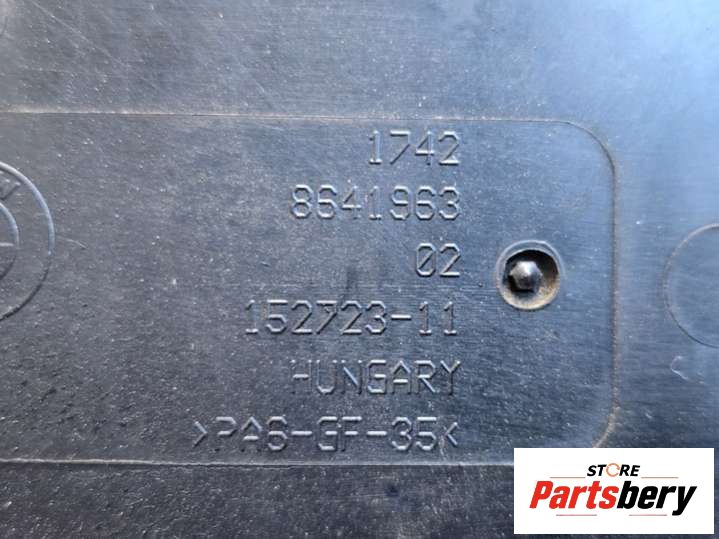 1742
8641963
02
152723-11
HUNGARY
>PA6-GF-35<
STORE
Partsbery